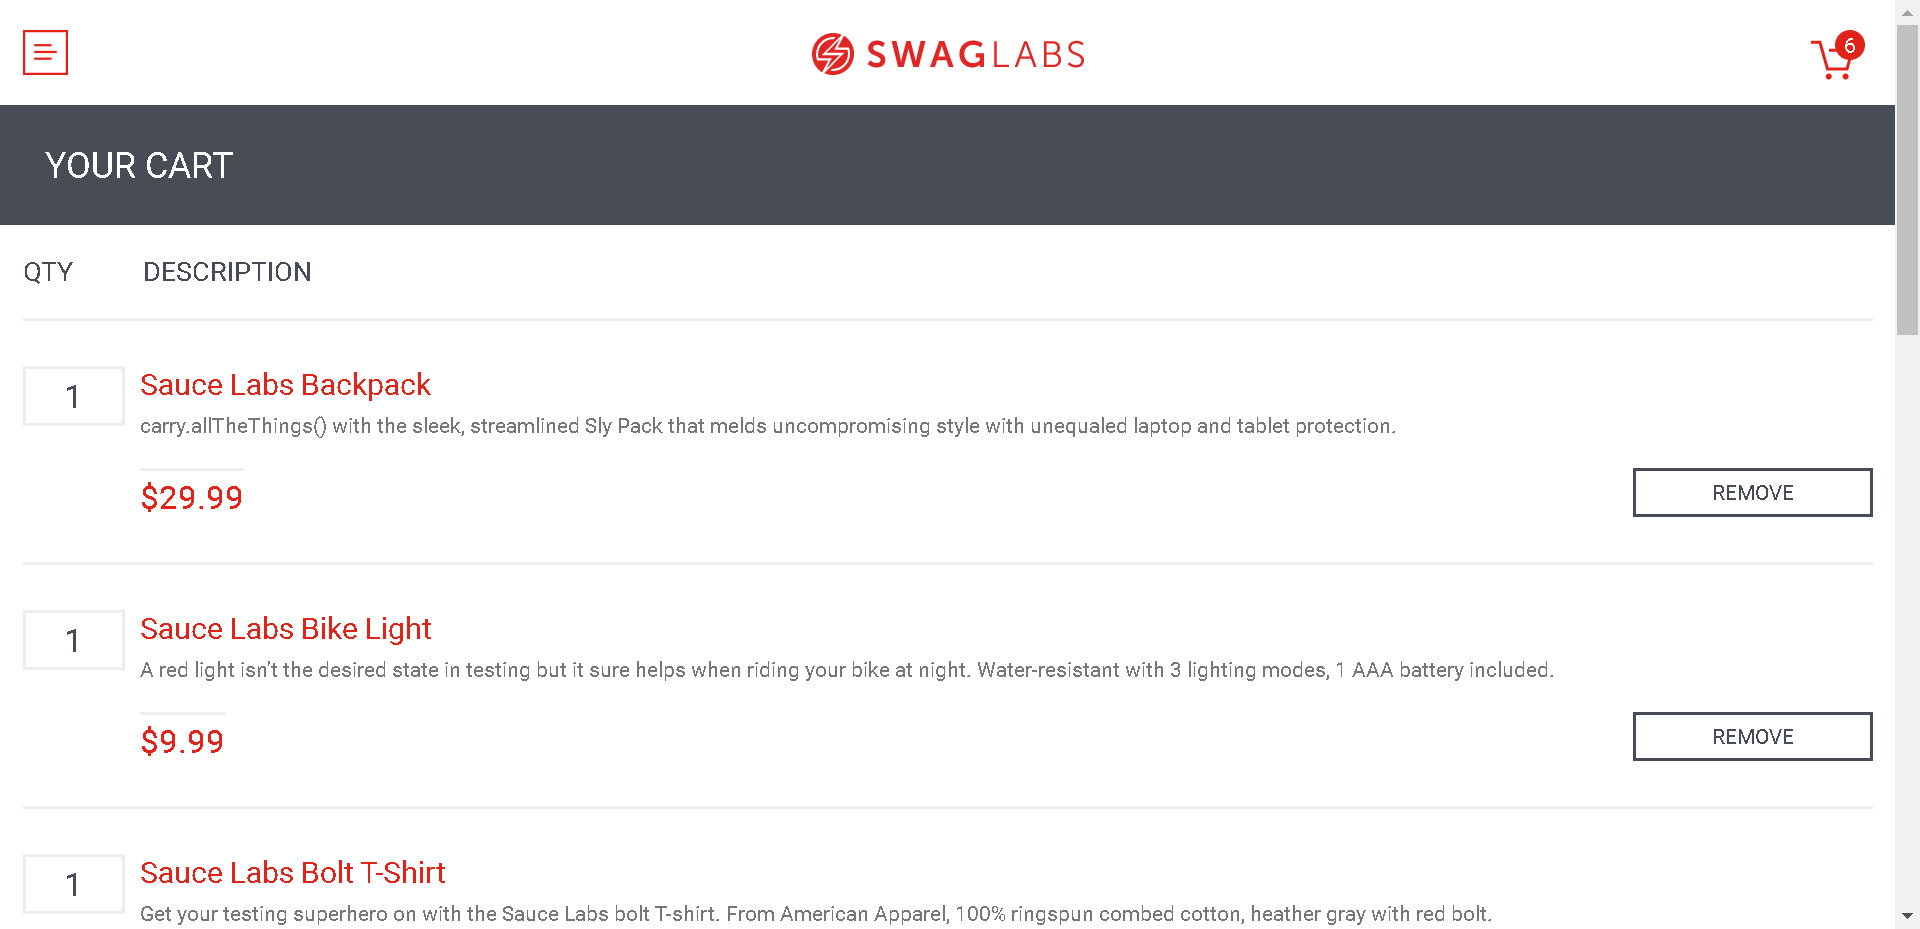 SWAGLABS
6
YOUR CART
QTY DESCRIPTION
1 Sauce Labs Backpack
carry.allTheThings() with the sleek, streamlined Sly Pack that melds uncompromising style with unequaled laptop and tablet protection.
$29.99 REMOVE
1 Sauce Labs Bike Light
A red light isn't the desired state in testing but it sure helps when riding your bike at night. Water-resistant with 3 lighting modes, 1 AAA battery included.
$9.99 REMOVE
1 Sauce Labs Bolt T-Shirt
Get your testing superhero on with the Sauce Labs bolt T-shirt. From American Apparel, 100% ringspun combed cotton, heather gray with red bolt.